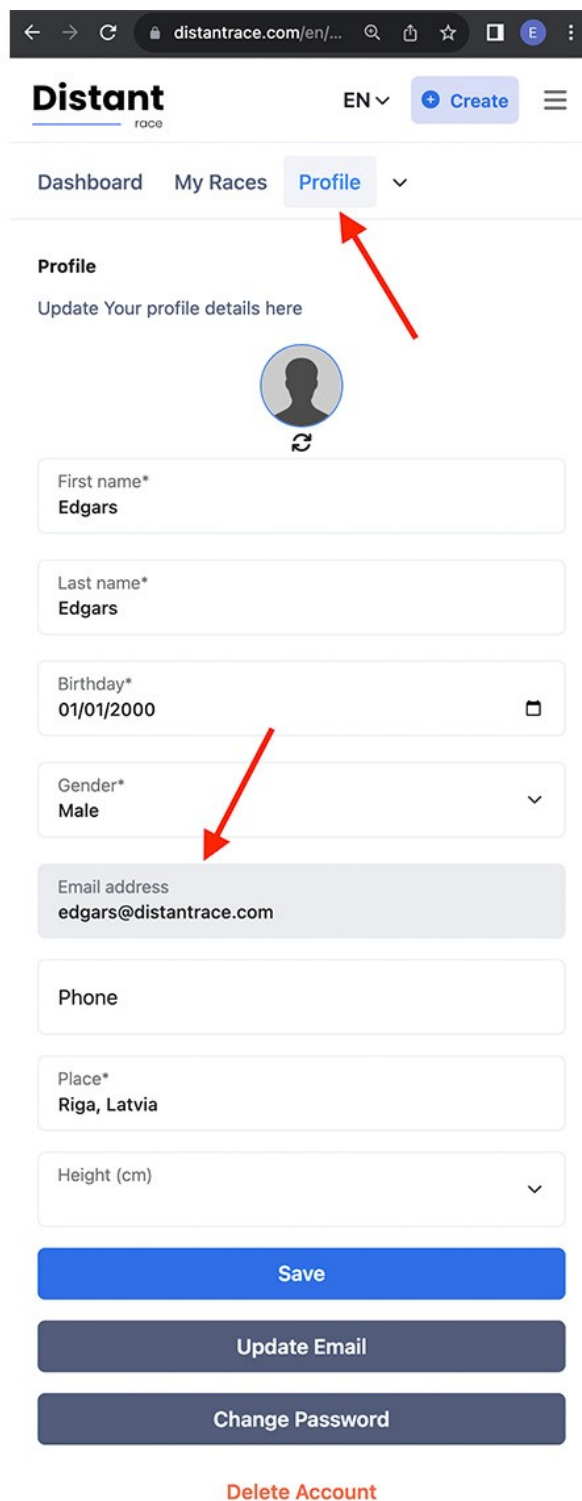 distantrace.com/en/...
E
Distant
race
EN
Create
Dashboard
My Races
Profile
Profile
Update Your profile details here
First name*
Edgars
Last name*
Edgars
Birthday*
01/01/2000
Gender*
Male
Email address
edgars@distantrace.com
Phone
Place*
Riga, Latvia
Height (cm)
Save
Update Email
Change Password
Delete Account